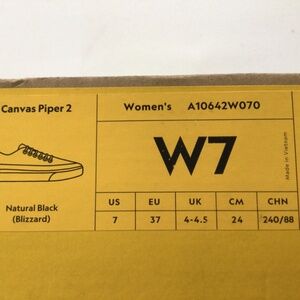 Canvas Piper 2
Women's A10642W070
W7
Made in Vietnam
Natural Black
(Blizzard)
US EU UK CM CHN
7 37 4-4.5 24 240/88